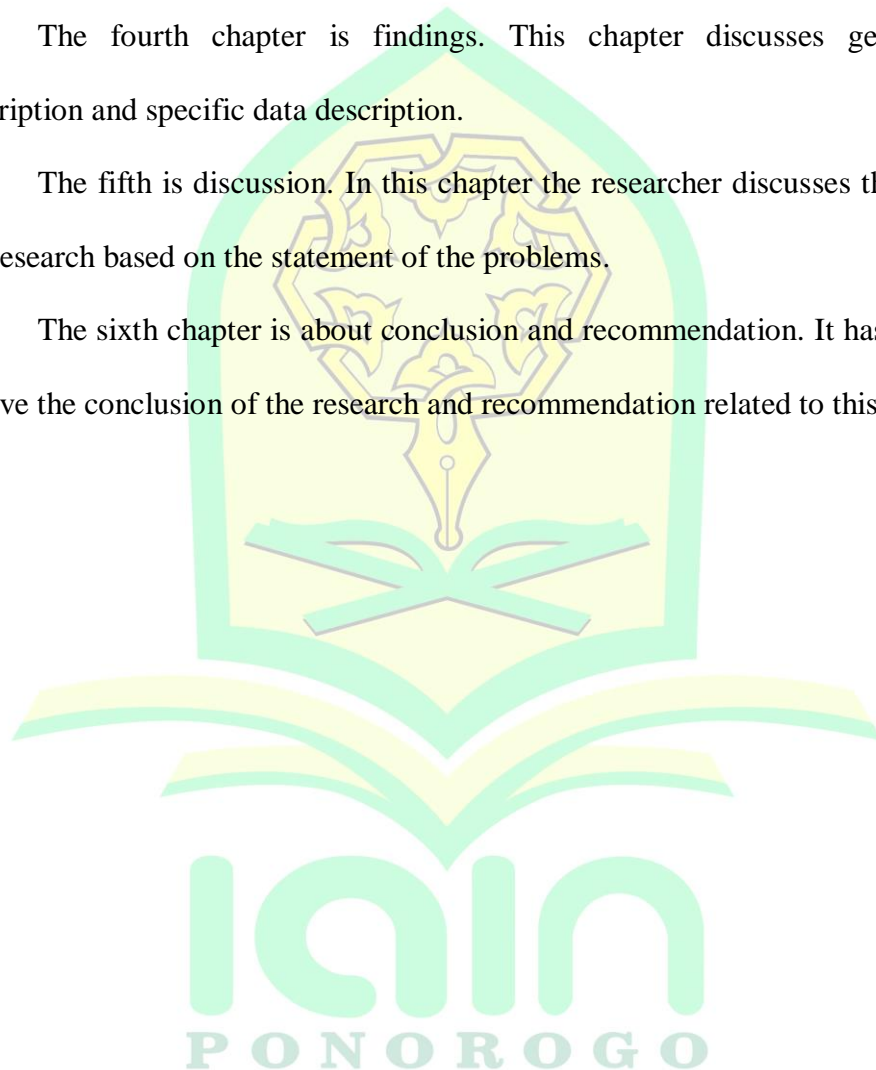 The fourth chapter is findings. This chapter discusses ge
ription and specific data description.
The fifth is discussion. In this chapter the researcher discusses th
esearch based on the statement of the problems.
The sixth chapter is about conclusion and recommendation. It has
ve the conclusion of the research and recommendation related to this
iain
PONOROGO